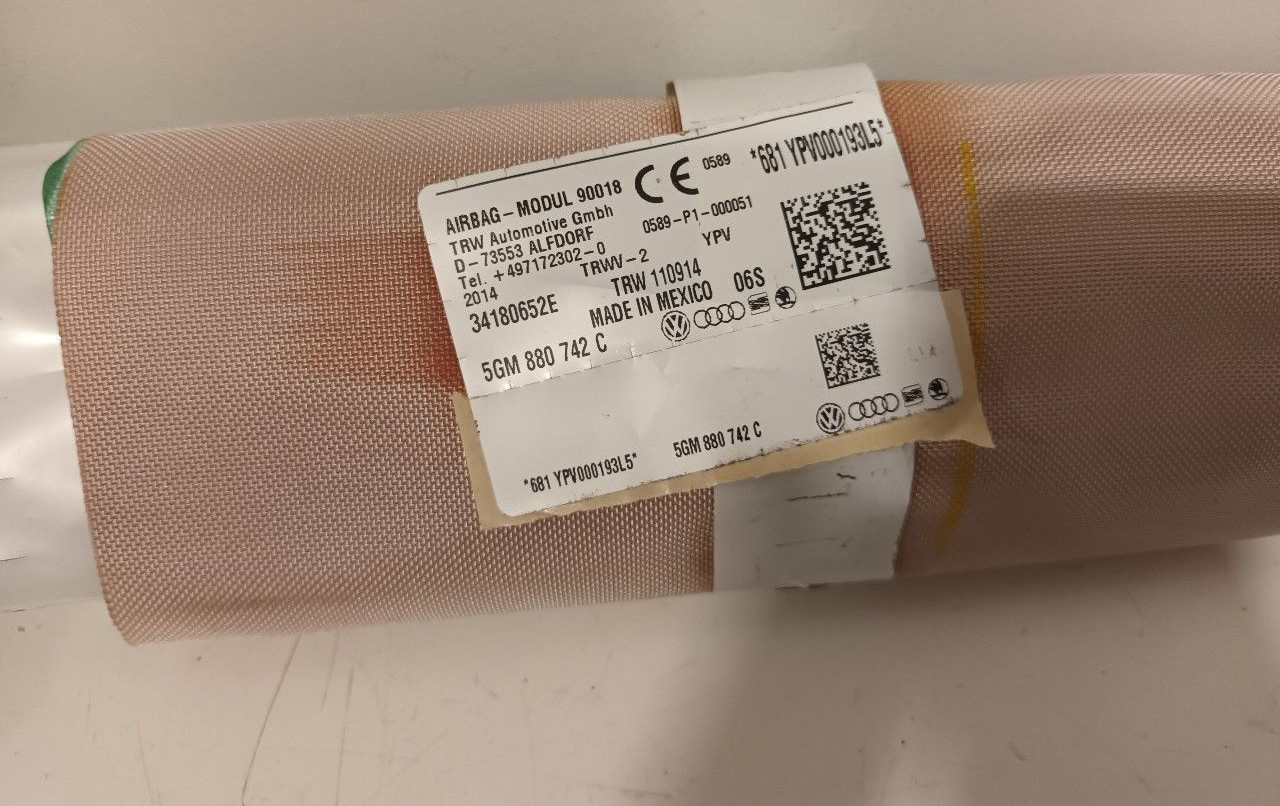 AIRBAG-MODUL 90018
TRW Automotive Gmbh
D-73553 ALFDORF
Tel. +497172302-0
2014
TRWV-2
34180652E
CE 0589
0589-P1-000051
YPV
TRW 110914
MADE IN MEXICO 06S
*681 YPV000193L5*
5GM 880 742 C
*681 YPV000193L5*
5GM 880 742 C